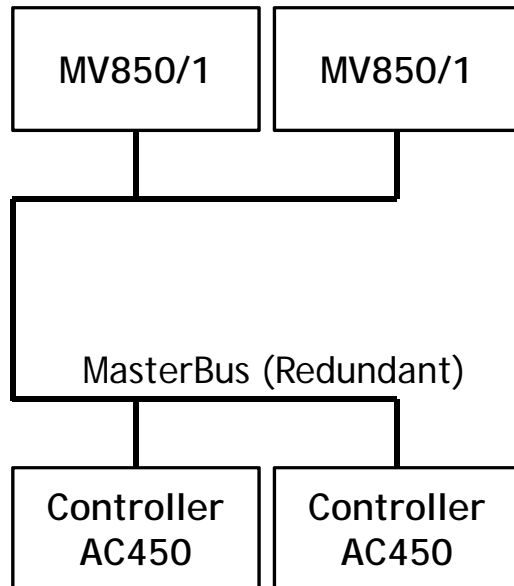 MV850/1
MV850/1
MasterBus (Redundant)
Controller
AC450
Controller
AC450